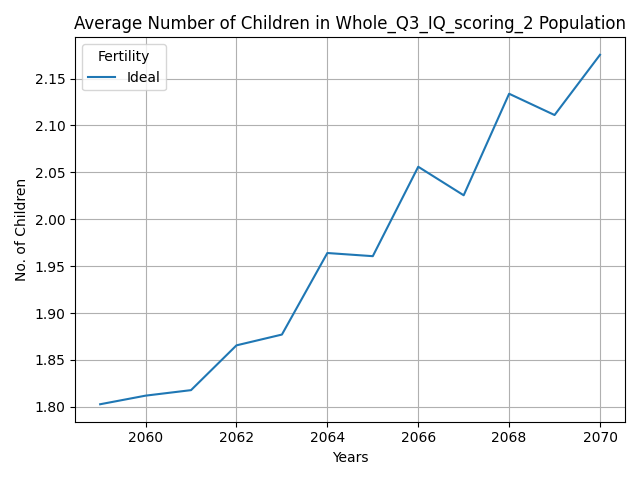 Average Number of Children in Whole_Q3_IQ_scoring_2 Population
Fertility
Ideal
No. of Children
2.15
2.10
2.05
2.00
1.95
1.90
1.85
1.80
2060 2062 2064 2066 2068 2070
Years